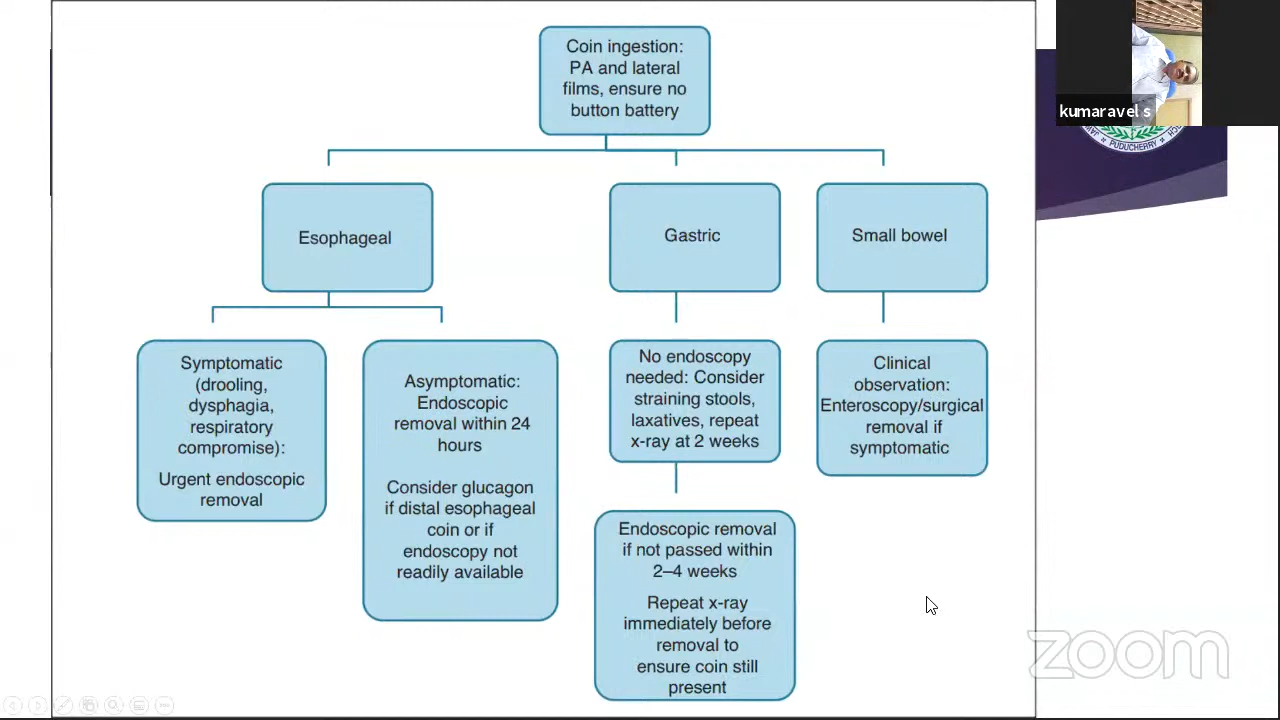 Coin ingestion:
PA and lateral
films, ensure no
button battery
kumaravel s
PUDUCHERRY
Esophageal
Gastric
Small bowel
Symptomatic
(drooling,
dysphagia,
respiratory
compromise):
Urgent endoscopic
removal
Asymptomatic:
Endoscopic
removal within 24
hours
Consider glucagon
if distal esophageal
coin or if
endoscopy not
readily available
No endoscopy
needed: Consider
straining stools,
laxatives, repeat
x-ray at 2 weeks
Clinical
observation:
Enteroscopy/surgical
removal if
symptomatic
Endoscopic removal
if not passed within
2–4 weeks
Repeat x-ray
immediately before
removal to
ensure coin still
present
zoom